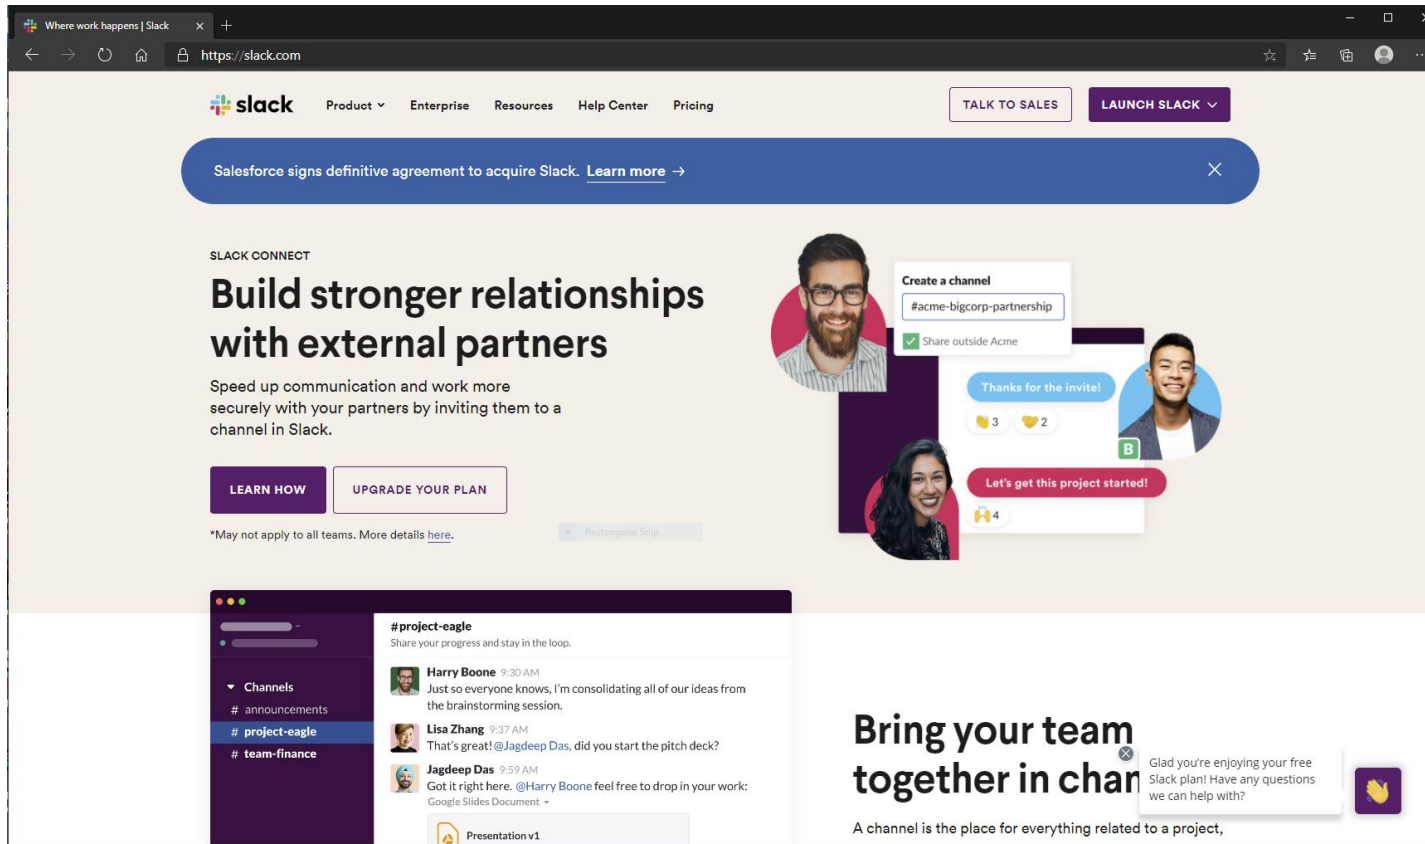 Where work happens | Slack
https://slack.com
slack
Product
Enterprise
Resources
Help Center
Pricing
TALK TO SALES
LAUNCH SLACK
Salesforce signs definitive agreement to acquire Slack. Learn more →
SLACK CONNECT
Build stronger relationships
with external partners
Speed up communication and work more
securely with your partners by inviting them to a
channel in Slack.
LEARN HOW
UPGRADE YOUR PLAN
*May not apply to all teams. More details here.
Rectangular Snip
Create a channel
#acme-bigcorp-partnership
Share outside Acme
Thanks for the invite!
3
2
B
Let's get this project started!
4
#project-eagle
Share your progress and stay in the loop.
Channels
# announcements
# project-eagle
# team-finance
Harry Boone 9:30 AM
Just so everyone knows, I'm consolidating all of our ideas from
the brainstorming session.
Lisa Zhang 9:37 AM
That's great! @Jagdeep Das, did you start the pitch deck?
Jagdeep Das 9:59 AM
Got it right here. @Harry Boone feel free to drop in your work:
Google Slides Document
Presentation v1
Bring your team
together in chan
A channel is the place for everything related to a project,
Glad you're enjoying your free
Slack plan! Have any questions
we can help with?